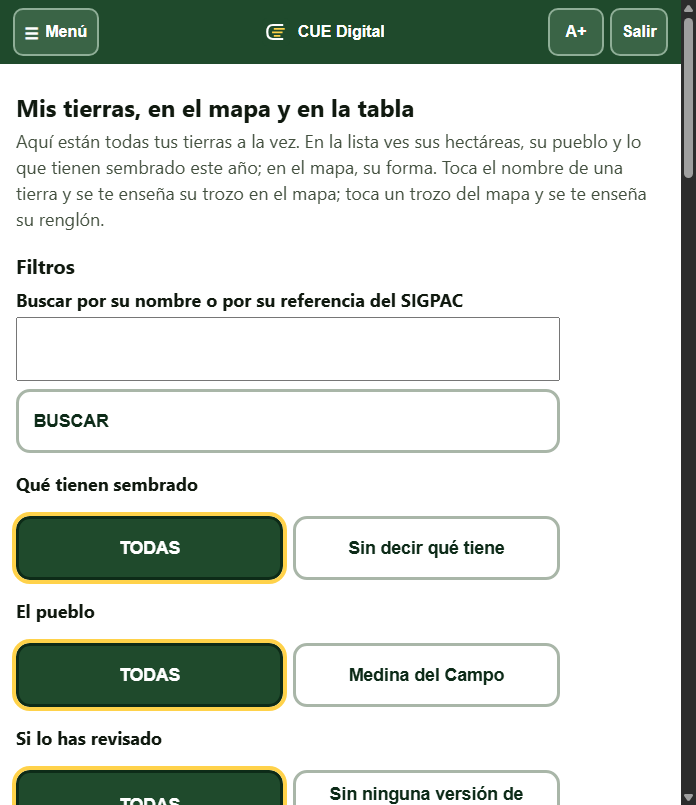 ☰ Menú
CUE Digital
A+
Salir
Mis tierras, en el mapa y en la tabla
Aquí están todas tus tierras a la vez. En la lista ves sus hectáreas, su pueblo y lo
que tienen sembrado este año; en el mapa, su forma. Toca el nombre de una
tierra y se te enseña su trozo en el mapa; toca un trozo del mapa y se te enseña
su renglón.
Filtros
Buscar por su nombre o por su referencia del SIGPAC
BUSCAR
Qué tienen sembrado
TODAS
Sin decir qué tiene
El pueblo
TODAS
Medina del Campo
Si lo has revisado
TODAS
Sin ninguna versión de